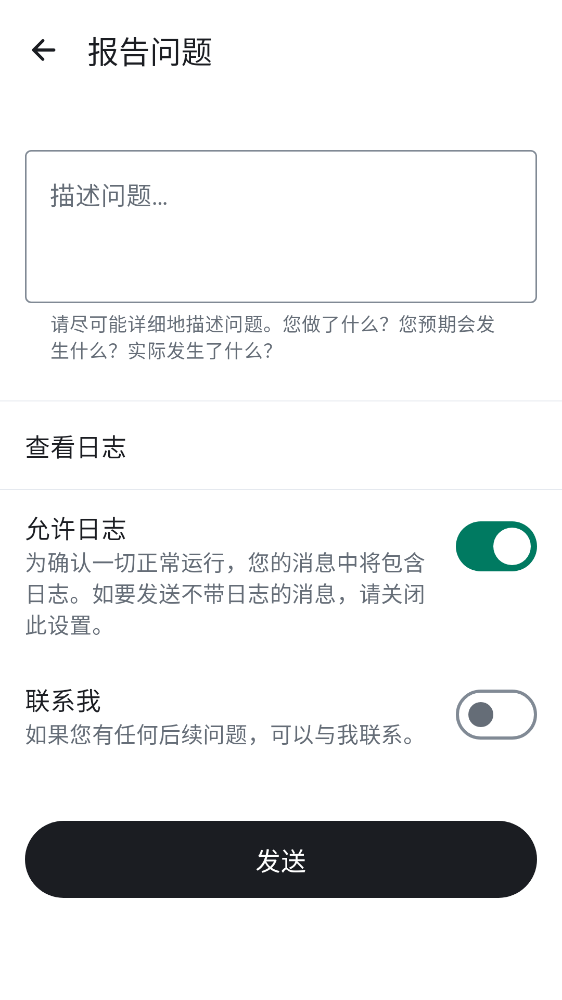 报告问题
描述问题...
请尽可能详细地描述问题。您做了什么？您预期会发
生什么？实际发生了什么？
查看日志
允许日志
为确认一切正常运行，您的消息中将包含
日志。如要发送不带日志的消息，请关闭
此设置。
联系我
如果您有任何后续问题，可以与我联系。
发送